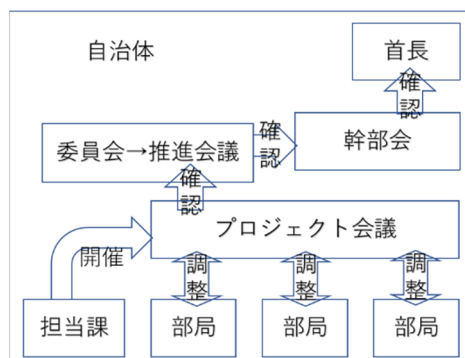 自治体
首長
確認
委員会→推進会議
確認
幹部会
確認
プロジェクト会議
開催
調整
調整
調整
担当課
部局
部局
部局